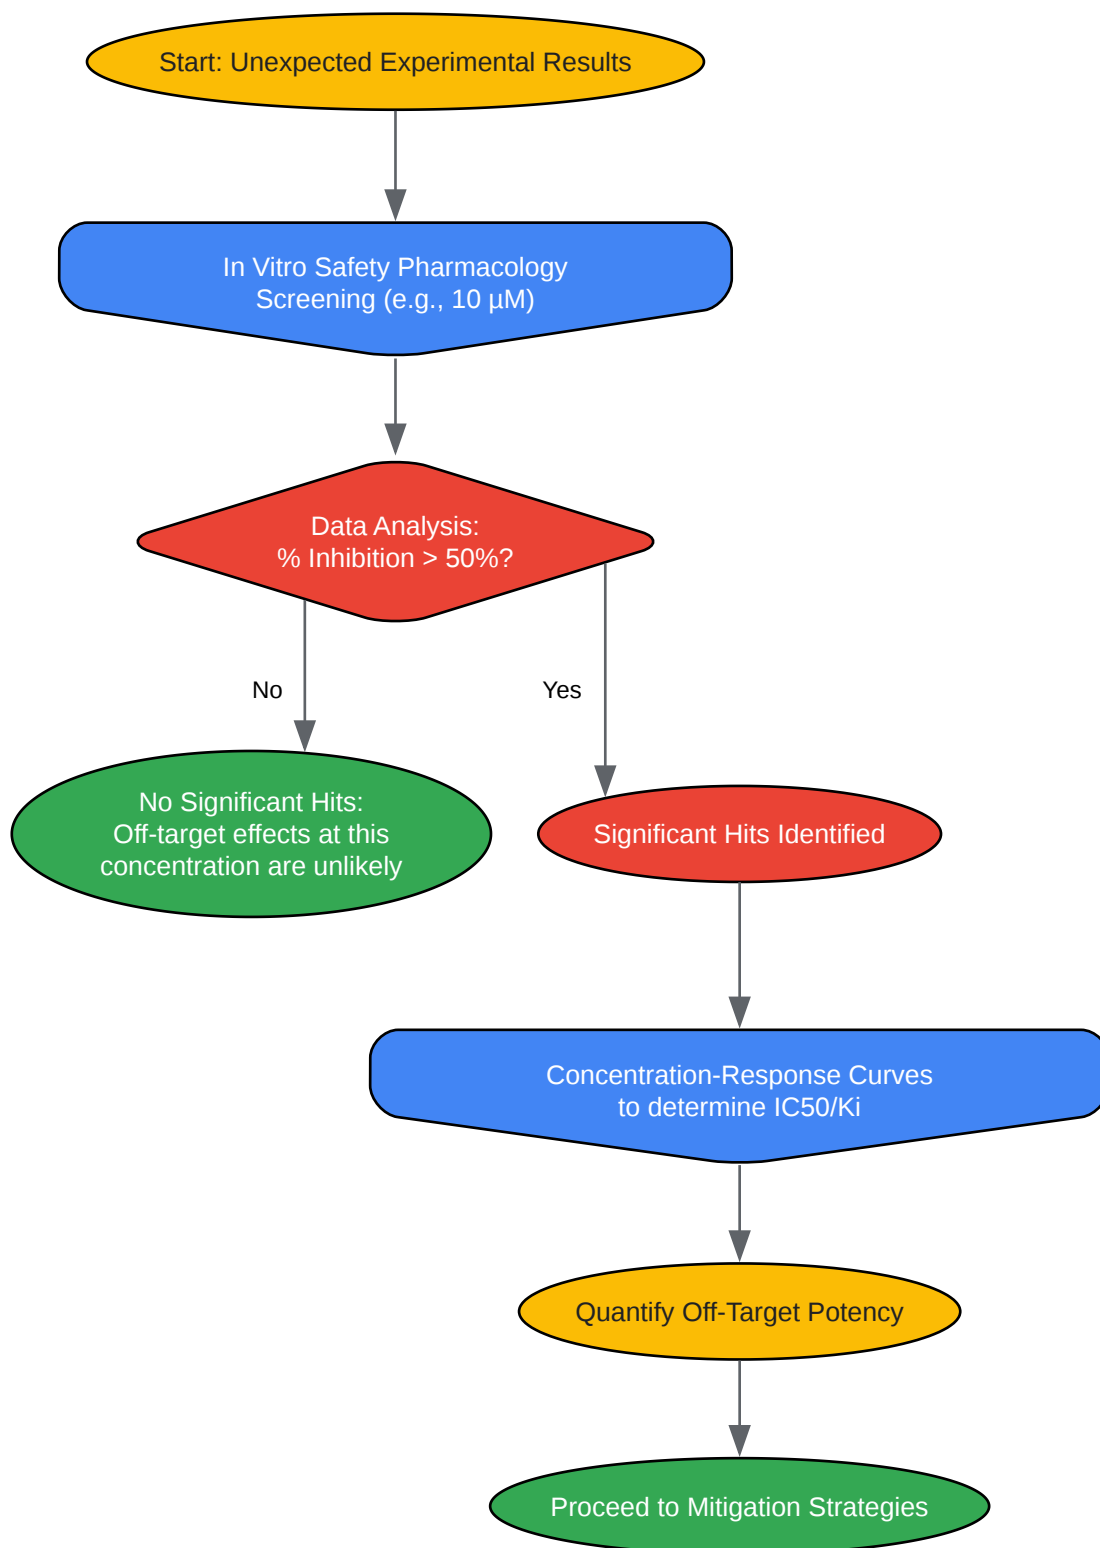 Start: Unexpected Experimental Results
In Vitro Safety Pharmacology
Screening (e.g., 10 µM)
Data Analysis:
% Inhibition > 50%?
No
Yes
No Significant Hits:
Off-target effects at this
concentration are unlikely
Significant Hits Identified
Concentration-Response Curves
to determine IC50/Ki
Quantify Off-Target Potency
Proceed to Mitigation Strategies